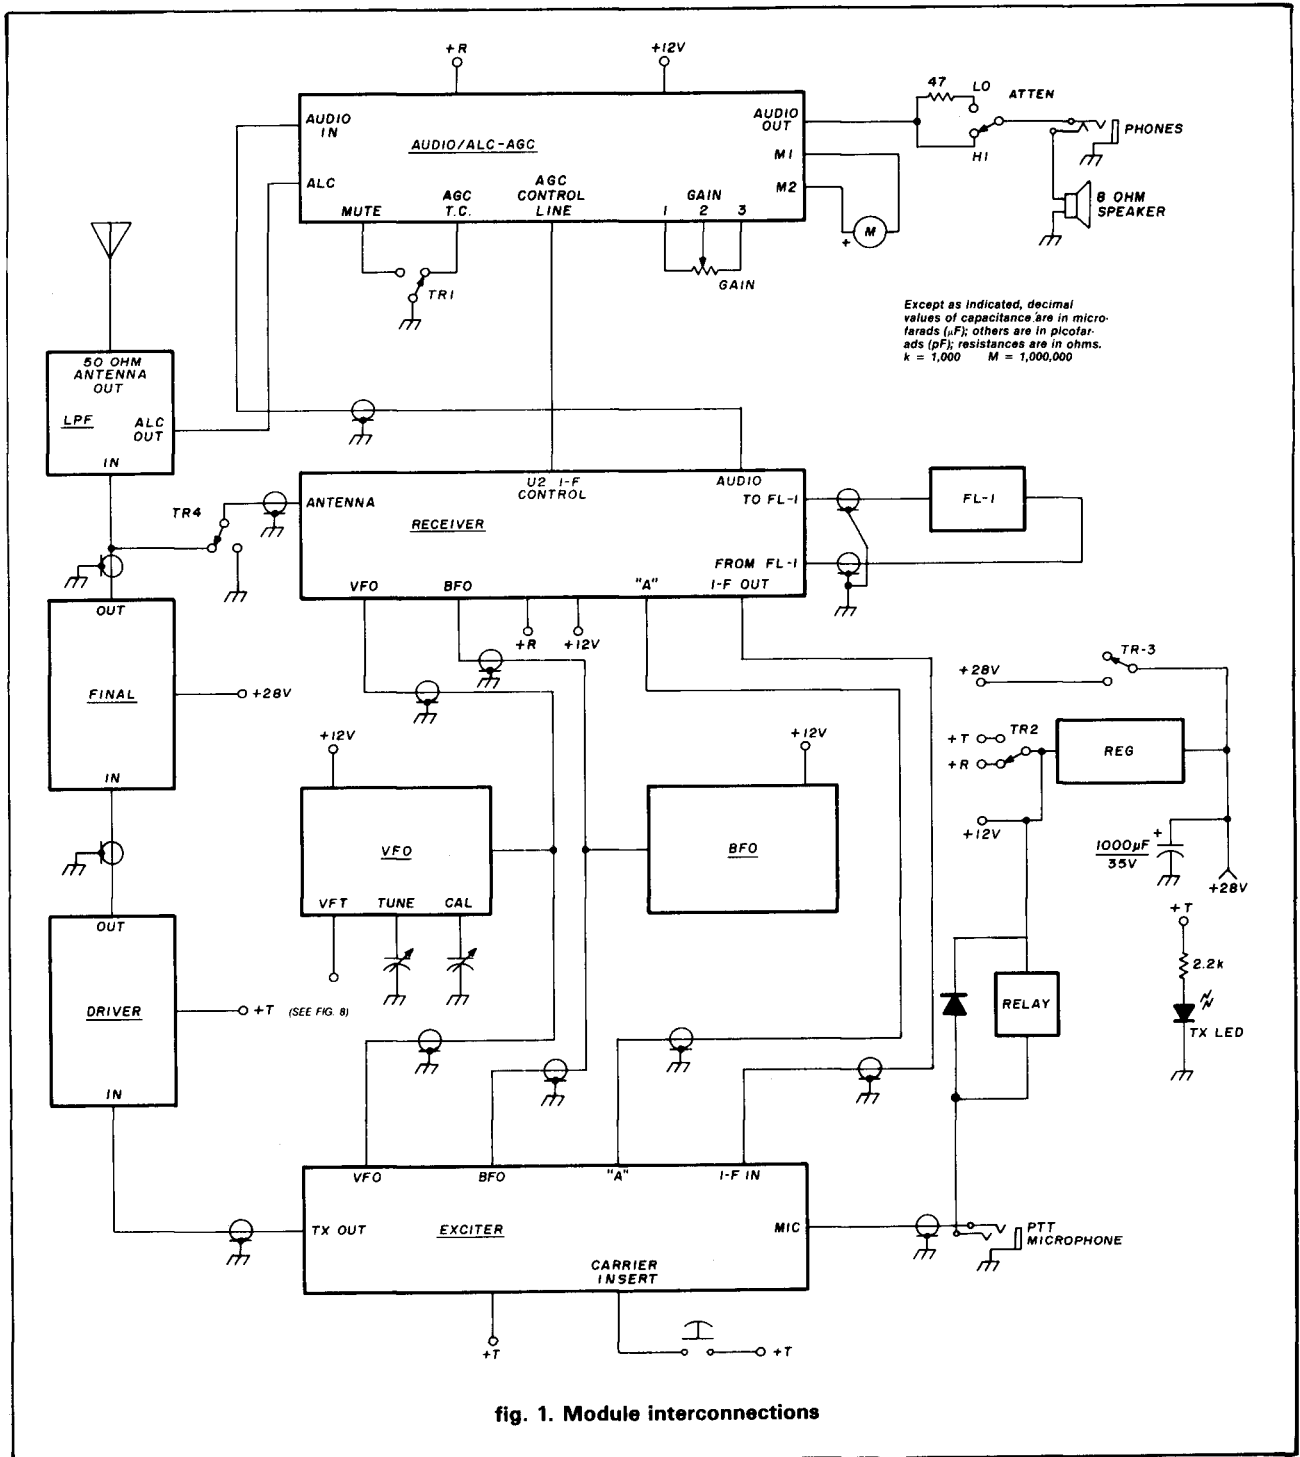 +R
+12V
AUDIO
IN
AUDIO/ALC-AGC
AUDIO
OUT
47
LO
ATTEN
HI
PHONES
ALC
M1
M2
MUTE
AGC
T.C.
AGC
CONTROL
LINE
GAIN
1 2 3
+ M
8 OHM
SPEAKER
TR1
GAIN
Except as indicated, decimal
values of capacitance are in micro-
farads (µF); others are in picofar-
ads (pF); resistances are in ohms.
k = 1,000 M = 1,000,000
50 OHM
ANTENNA
OUT
LPF
ALC
OUT
IN
TR4
ANTENNA
U2 I-F
CONTROL
AUDIO
TO FL-1
FL-1
RECEIVER
FROM FL-1
VFO
BFO
"A"
I-F OUT
+R
+12V
OUT
FINAL
+28V
IN
TR-3
+28V
+T
TR2
+R
REG
+12V
1000µF
35V
+
+28V
+12V
VFO
VFT
TUNE
CAL
+12V
BFO
+T
2.2k
TX LED
OUT
DRIVER
+T (SEE FIG. 8)
IN
RELAY
VFO
BFO
"A"
I-F IN
TX OUT
EXCITER
MIC
PTT
MICROPHONE
CARRIER
INSERT
+T
+T
fig. 1. Module interconnections